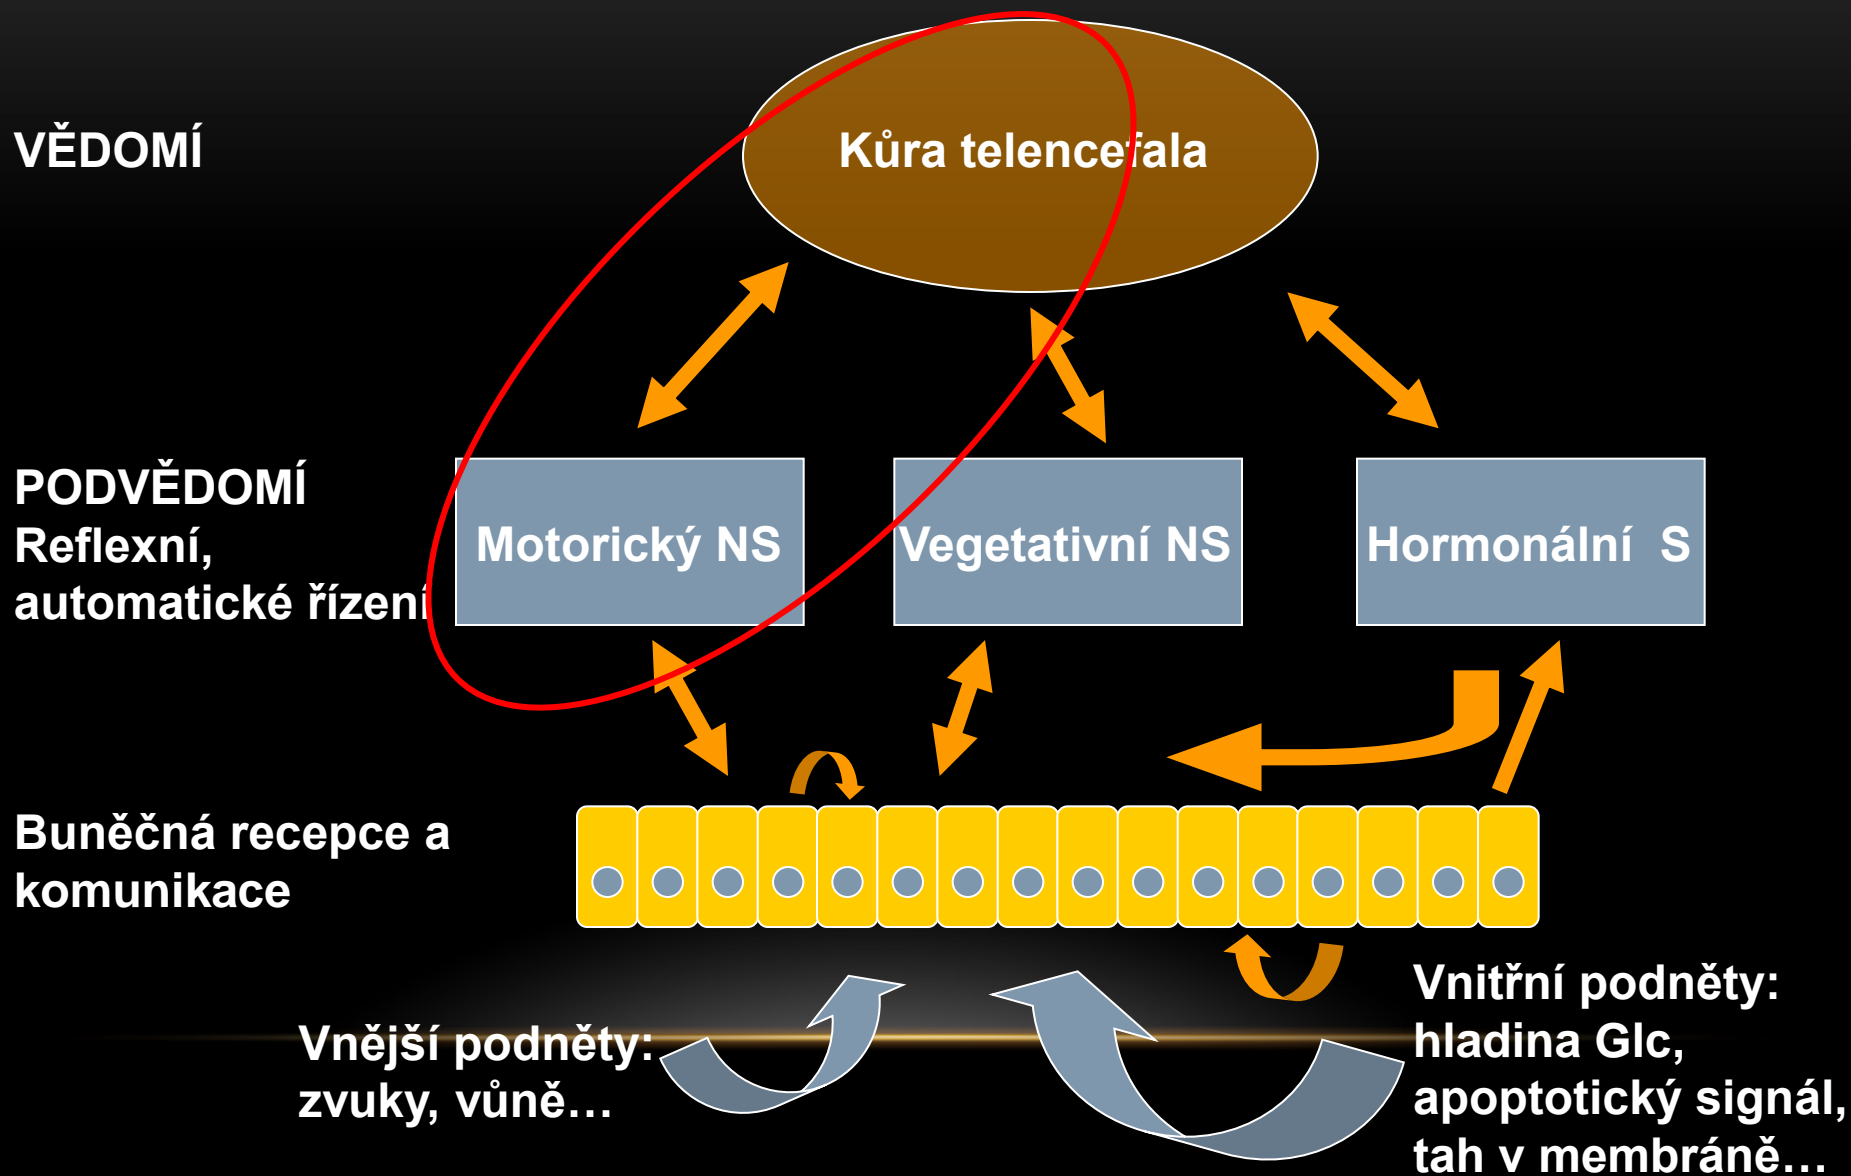 VĚDOMÍ
Kůra telencefala
PODVĚDOMÍ
Reflexní,
automatické řízení
Motorický NS
Vegetativní NS
Hormonální  S
Buněčná recepce a
komunikace
Vnější podněty:
zvuky, vůně…
Vnitřní podněty:
hladina Glc,
apoptotický signál,
tah v membráně…